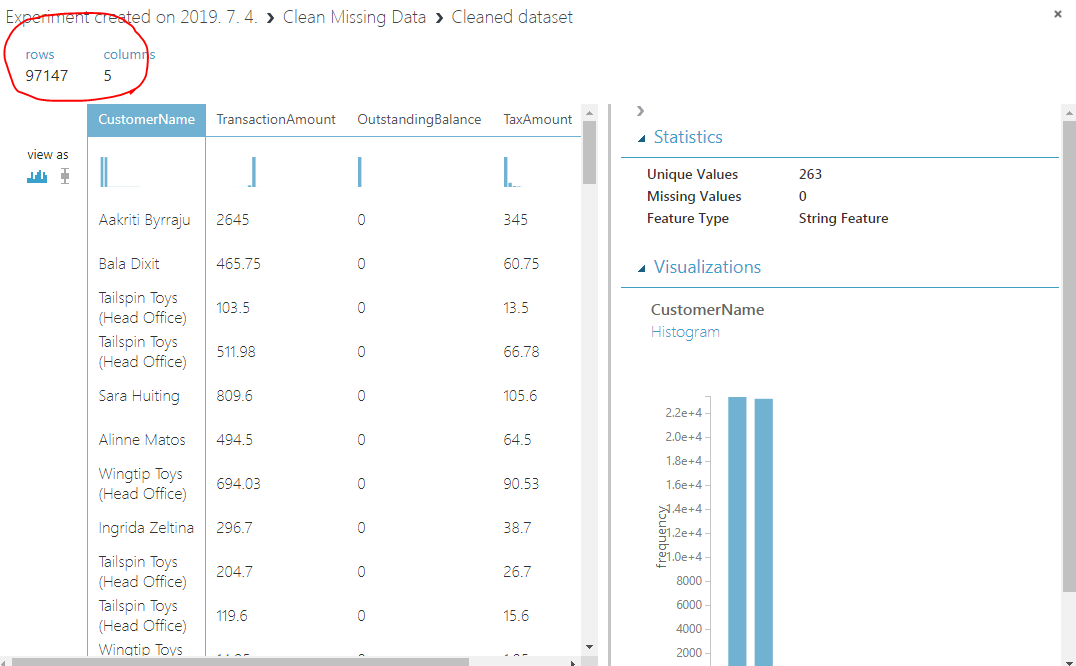 Experiment created on 2019. 7. 4. › Clean Missing Data › Cleaned dataset
rows columns
97147 5
view as
CustomerName TransactionAmount OutstandingBalance TaxAmount
Aakriti Byrraju 2645 0 345
Bala Dixit 465.75 0 60.75
Tailspin Toys
(Head Office) 103.5 0 13.5
Tailspin Toys
(Head Office) 511.98 0 66.78
Sara Huiting 809.6 0 105.6
Alinne Matos 494.5 0 64.5
Wingtip Toys
(Head Office) 694.03 0 90.53
Ingrida Zeltina 296.7 0 38.7
Tailspin Toys
(Head Office) 204.7 0 26.7
Tailspin Toys
(Head Office) 119.6 0 15.6
Wingtip Toys
Statistics
Unique Values 263
Missing Values 0
Feature Type String Feature
Visualizations
CustomerName
Histogram
frequency
2.2e+4
2.0e+4
1.8e+4
1.6e+4
1.4e+4
1.2e+4
1.0e+4
8000
6000
4000
2000